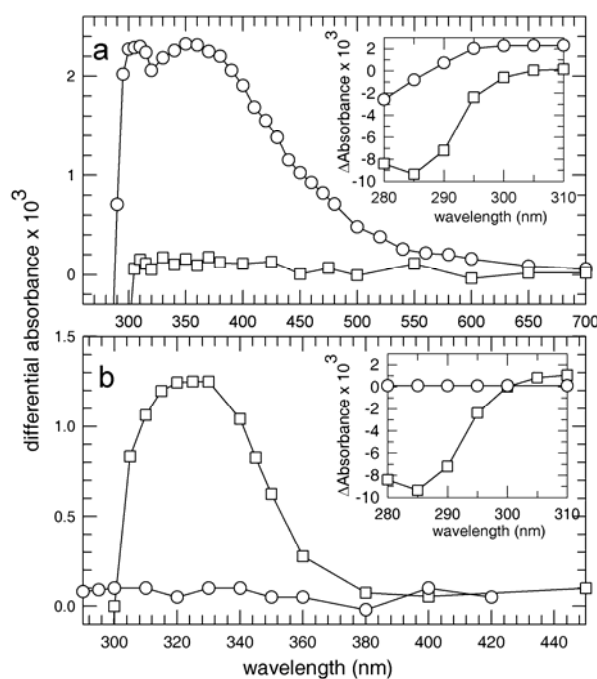 a
2
1
0
300 350 400 450 500 550 600 650 700
ΔAbsorbance x 10³
2
0
-2
-4
-6
-8
-10
280 290 300 310
wavelength (nm)
differential absorbance x 10³
b
1.5
1.0
0.5
0.0
300 320 340 360 380 400 420 440
wavelength (nm)
ΔAbsorbance x 10³
2
0
-2
-4
-6
-8
-10
280 290 300 310
wavelength (nm)